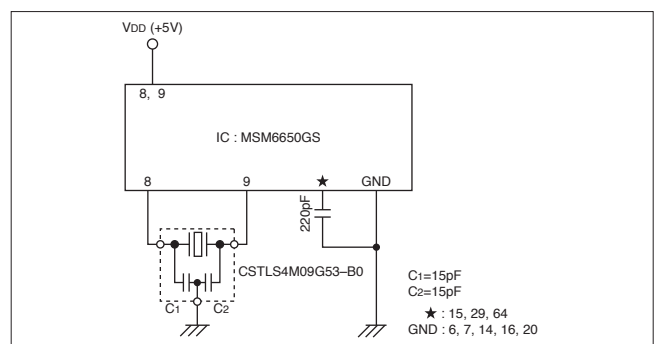 VDD (+5V)
8, 9
IC : MSM6650GS
8 9 ★ GND
220pF
CSTLS4M09G53–B0
C1 C2
C1=15pF
C2=15pF
★ : 15, 29, 64
GND : 6, 7, 14, 16, 20